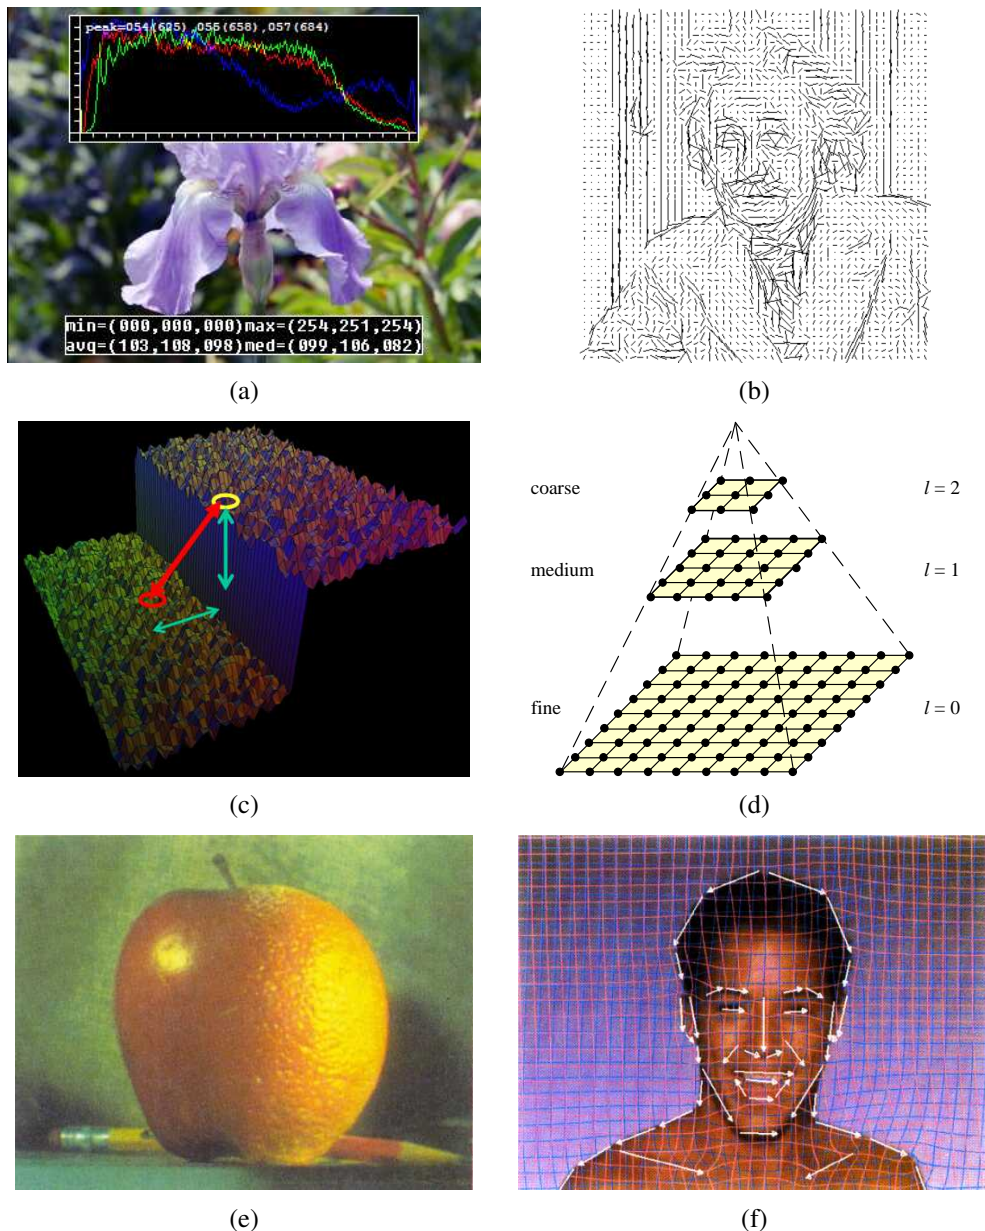 peak=054(625),055(658),057(684)
min=(000,000,000)max=(254,251,254)
avg=(103,108,098)med=(099,106,082)
(a)
(b)
coarse
l = 2
medium
l = 1
fine
l = 0
(c)
(d)
(e)
(f)